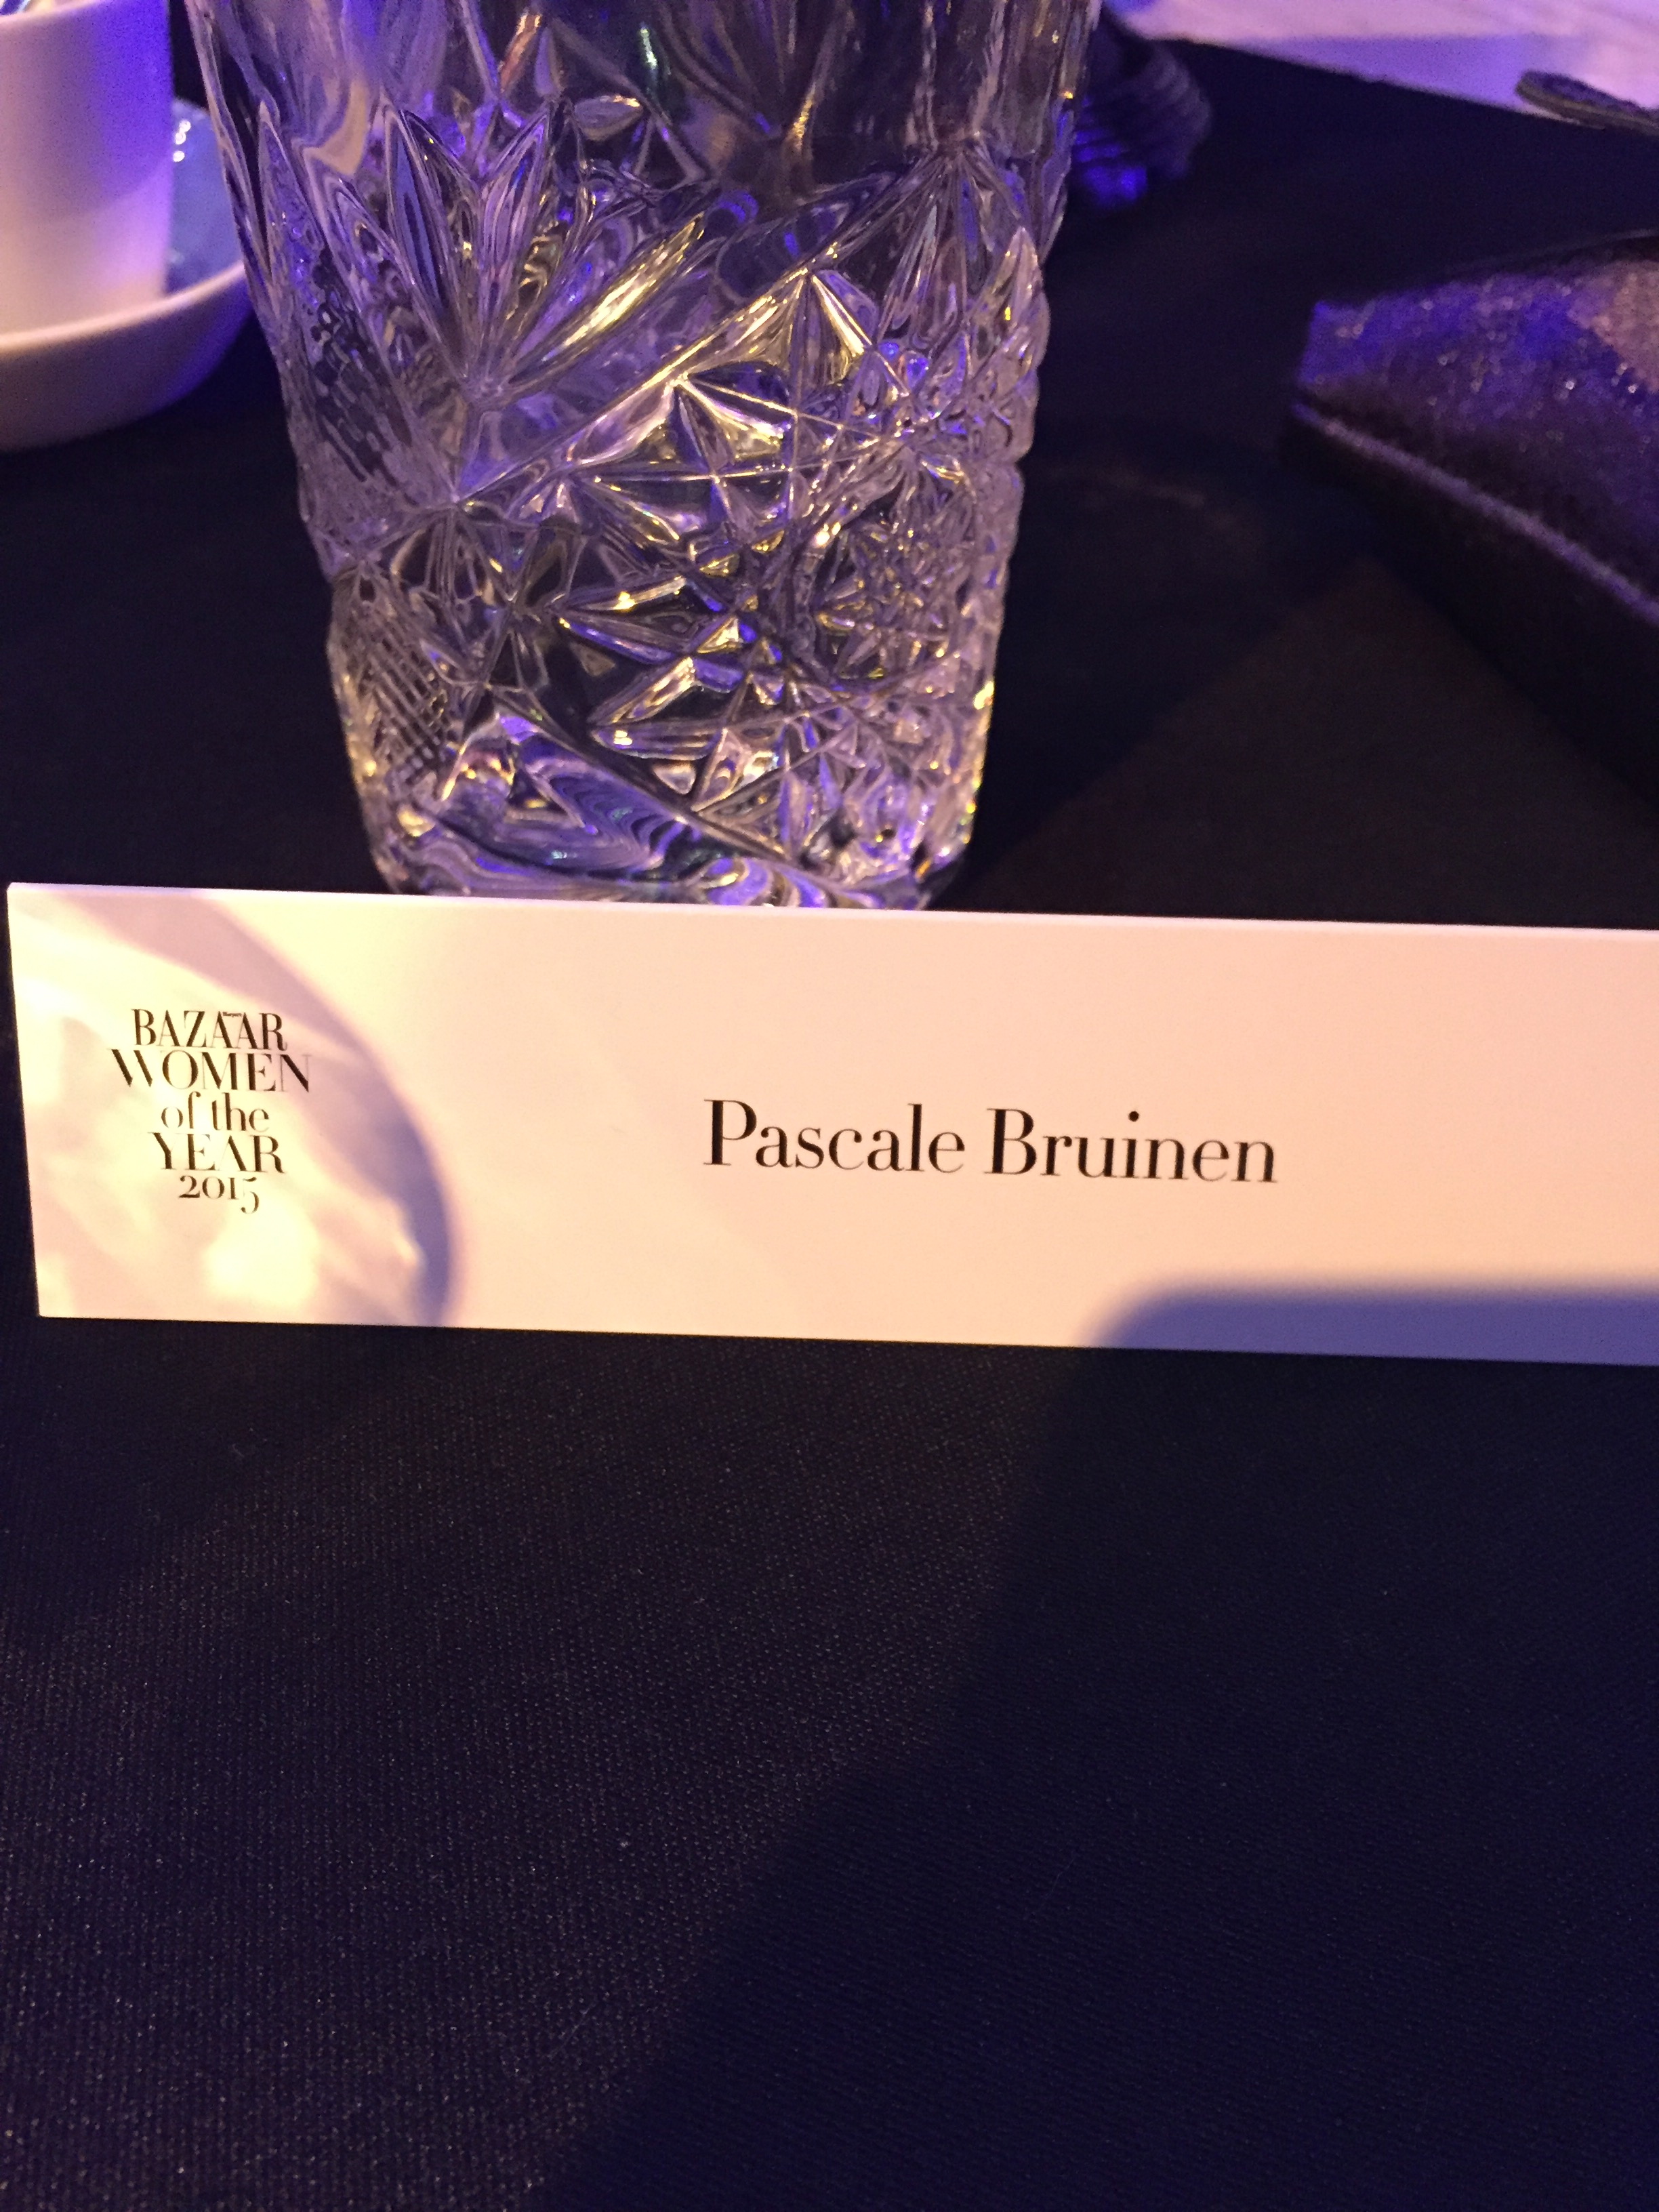 BAZAAR
WOMEN
of the
YEAR
2015
Pascale Bruinen